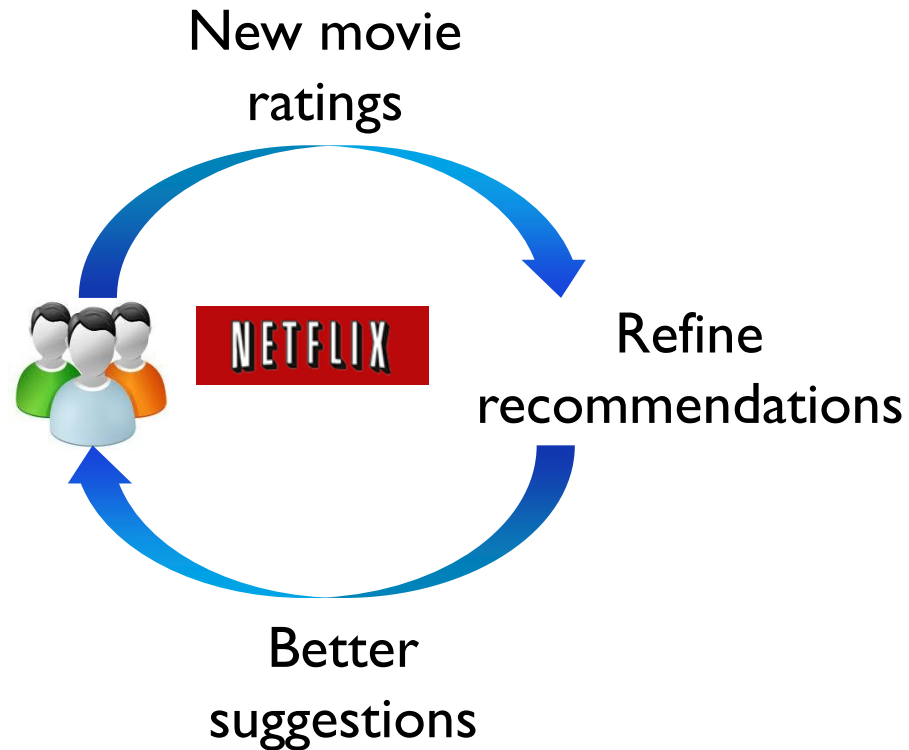 New movie
ratings
NETFLIX
Refine
recommendations
Better
suggestions